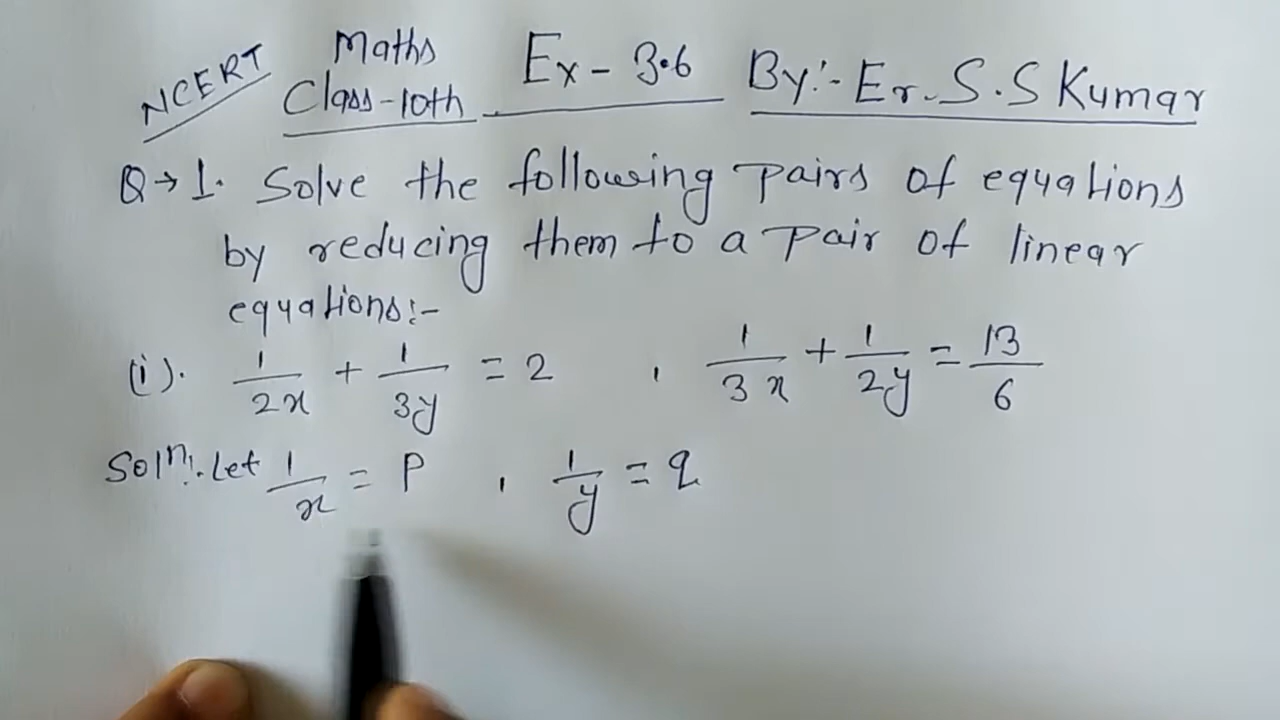 NCERT Maths Class-10th Ex-3.6 By:- Er. S.S Kumar
Q→1. Solve the following pairs of equations
by reducing them to a pair of linear
equations:-
(i). 1/2x + 1/3y = 2 , 1/3x + 1/2y = 13/6
Solⁿ:. Let 1/x = P , 1/y = q